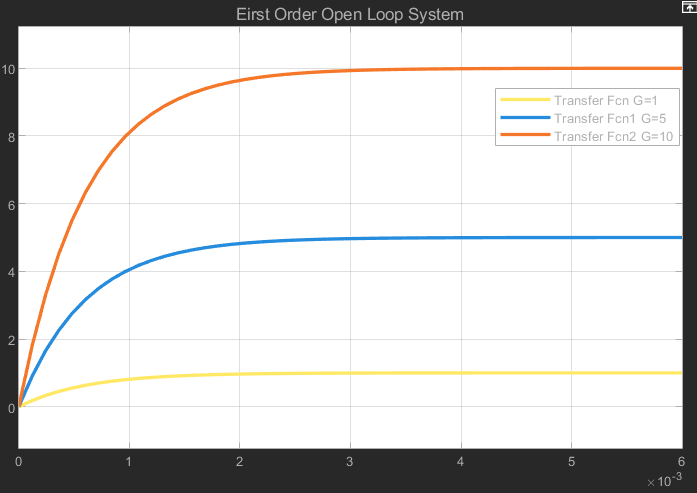 Eirst Order Open Loop System
10
8
6
4
2
0
Transfer Fcn G=1
Transfer Fcn1 G=5
Transfer Fcn2 G=10
0 1 2 3 4 5 6
×10-3